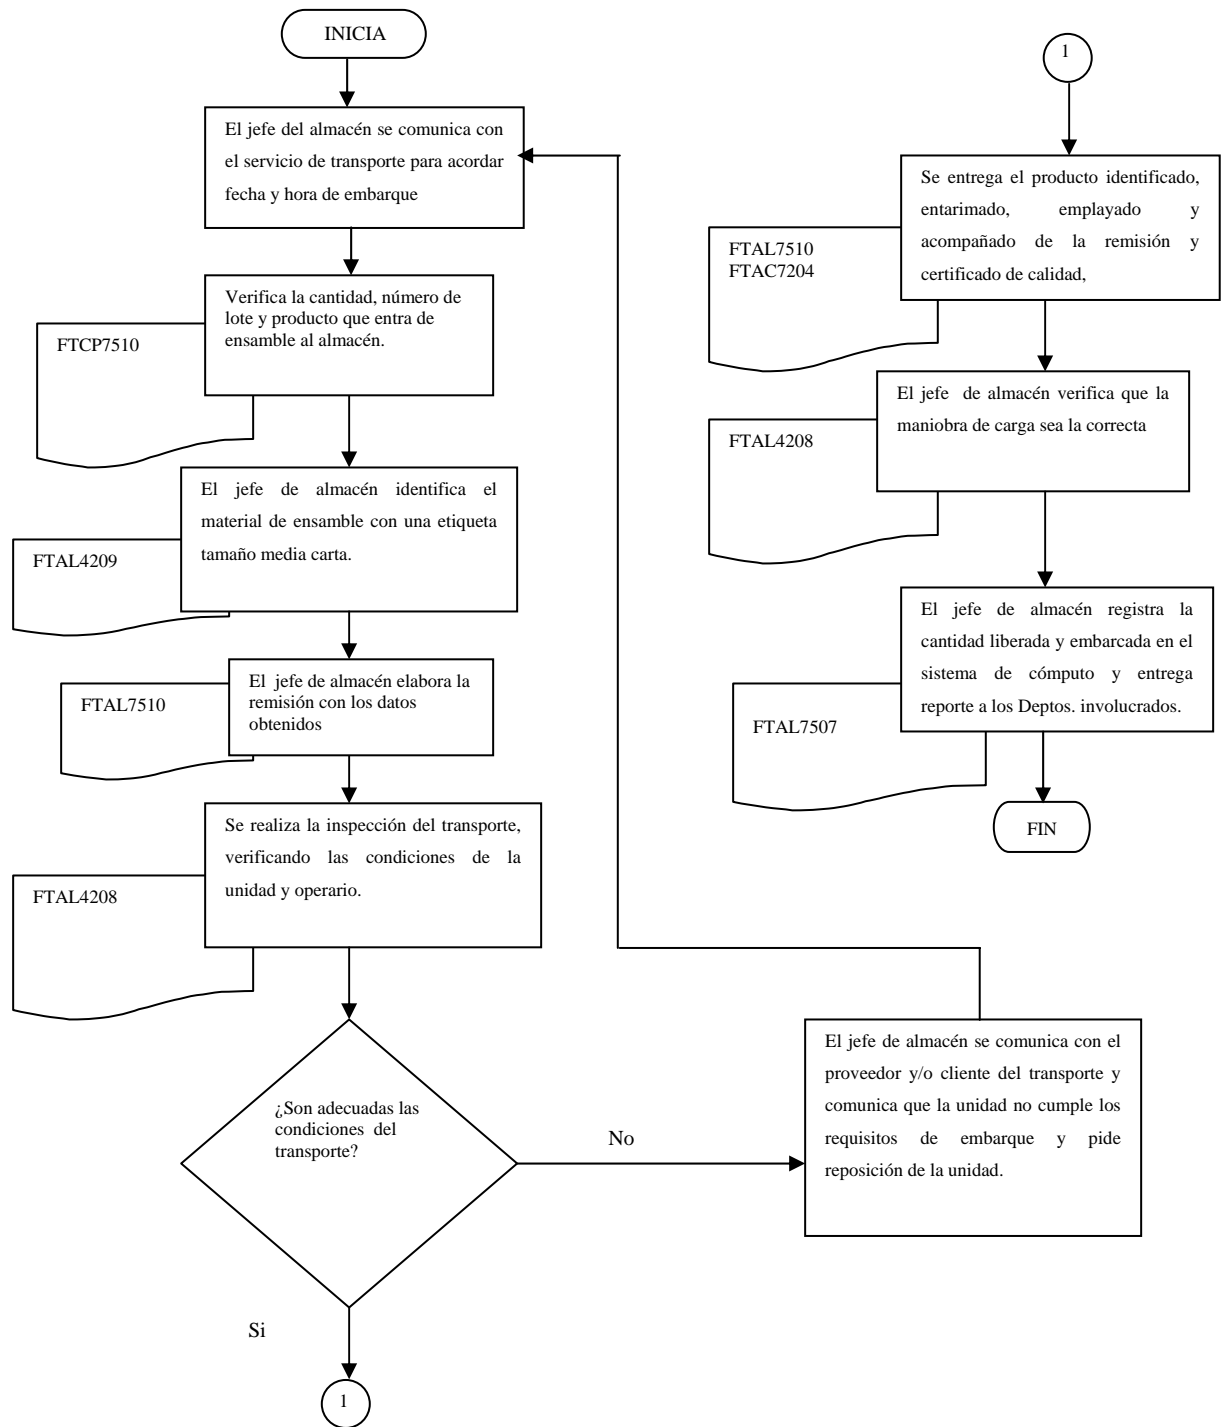 INICIA
El jefe del almacén se comunica con
el servicio de transporte para acordar
fecha y hora de embarque
Verifica la cantidad, número de
lote y producto que entra de
ensamble al almacén.
FTCP7510
El jefe de almacén identifica el
material de ensamble con una etiqueta
tamaño media carta.
FTAL4209
El jefe de almacén elabora la
remisión con los datos
obtenidos
FTAL7510
Se realiza la inspección del transporte,
verificando las condiciones de la
unidad y operario.
FTAL4208
¿Son adecuadas las
condiciones del
transporte?
No
Si
1
El jefe de almacén se comunica con el
proveedor y/o cliente del transporte y
comunica que la unidad no cumple los
requisitos de embarque y pide
reposición de la unidad.
1
Se entrega el producto identificado,
entarimado, emplayado y
acompañado de la remisión y
certificado de calidad,
FTAL7510
FTAC7204
El jefe de almacén verifica que la
maniobra de carga sea la correcta
FTAL4208
El jefe de almacén registra la
cantidad liberada y embarcada en el
sistema de cómputo y entrega
reporte a los Deptos. involucrados.
FTAL7507
FIN